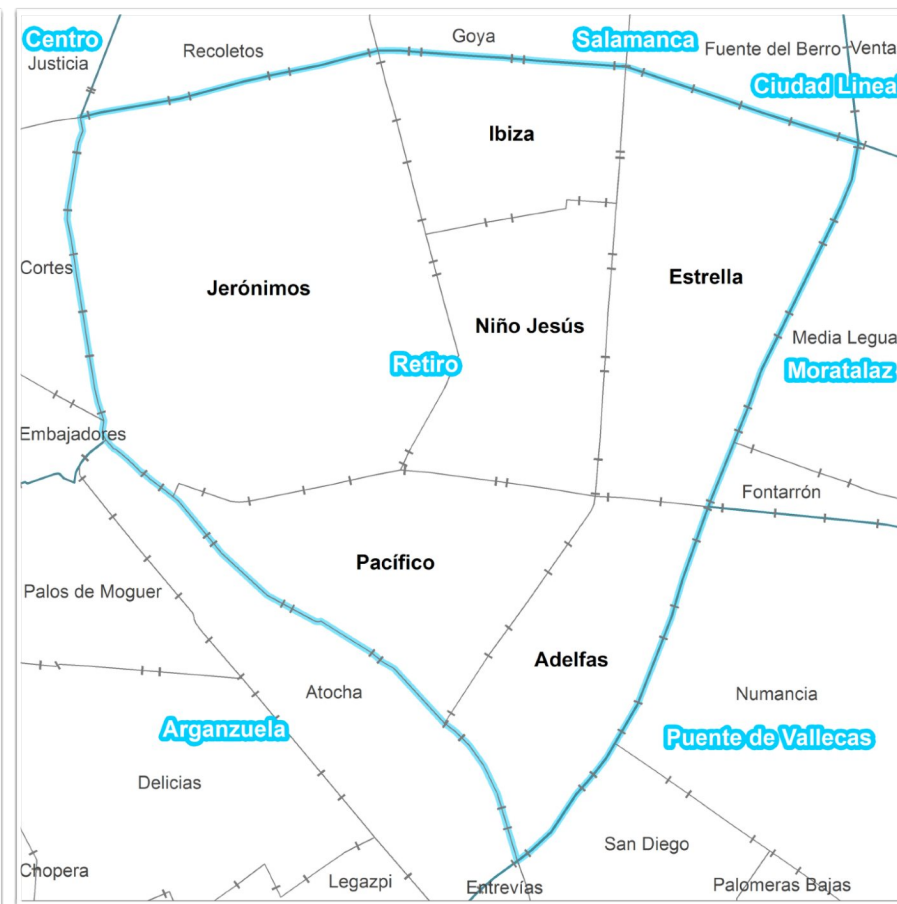 Centro
Justicia
Recoletos
Goya
Salamanca
Fuente del Berro
Venta
Ciudad Lineal
Ibiza
Cortes
Jerónimos
Estrella
Niño Jesús
Media Legua
Retiro
Moratalaz
Embajadores
Fontarrón
Pacífico
Palos de Moguer
Adelfas
Atocha
Numancia
Arganzuela
Puente de Vallecas
Delicias
San Diego
Chopera
Legazpi
Entrevías
Palomeras Bajas